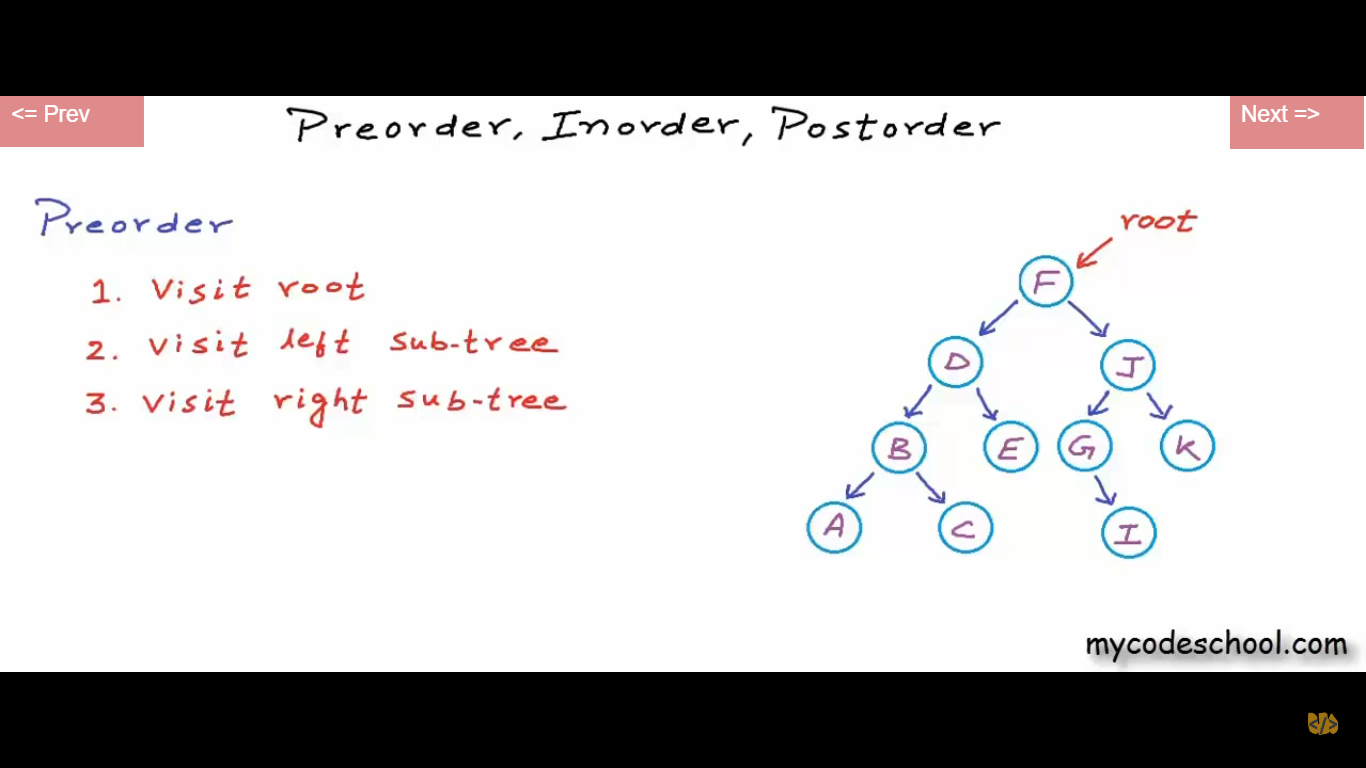 <= Prev
Preorder, Inorder, Postorder
Next =>
Preorder
1. Visit root
2. Visit left sub-tree
3. Visit right sub-tree
root
F
D
J
B
E
G
K
A
C
I
mycodeschool.com
</>